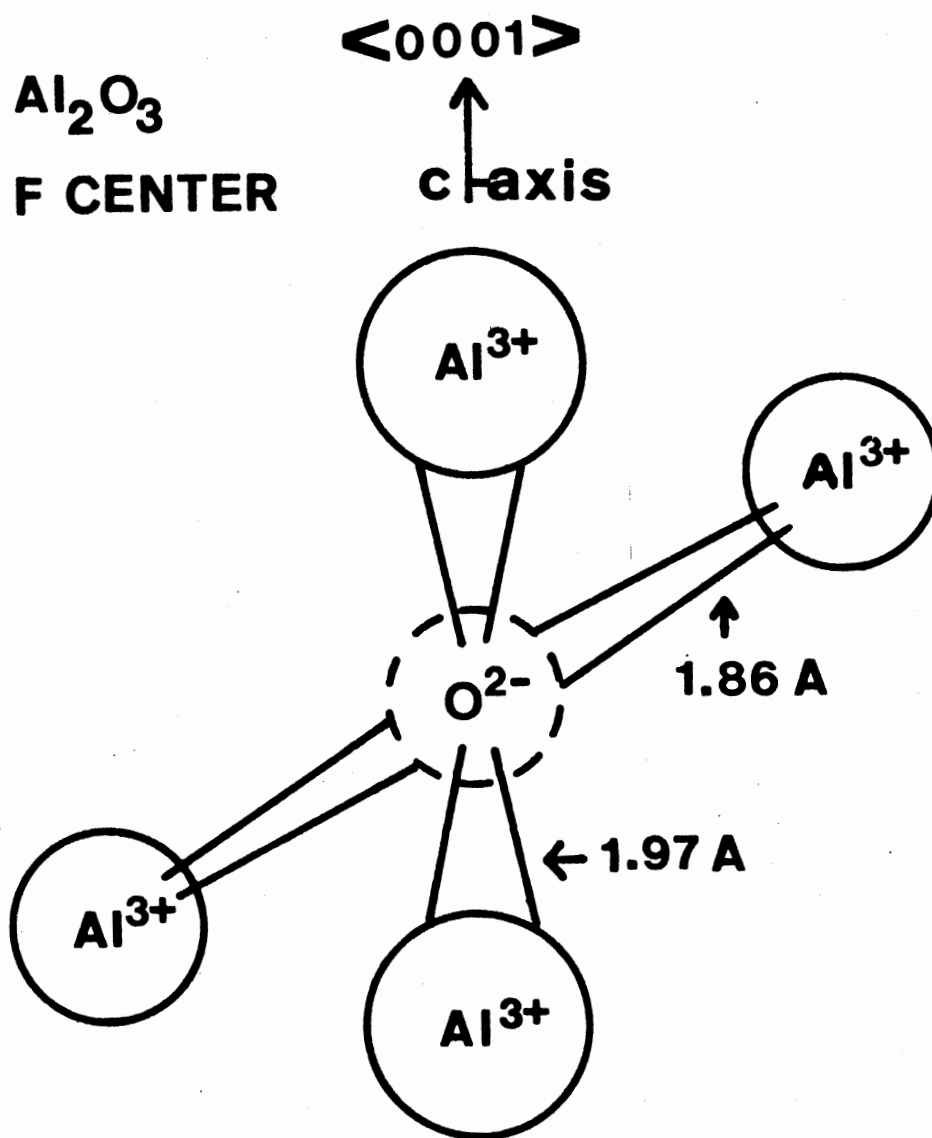 <0001>
Al₂O₃
F CENTER
c-axis
Al³⁺
Al³⁺
1.86 A
O²⁻
1.97 A
Al³⁺
Al³⁺